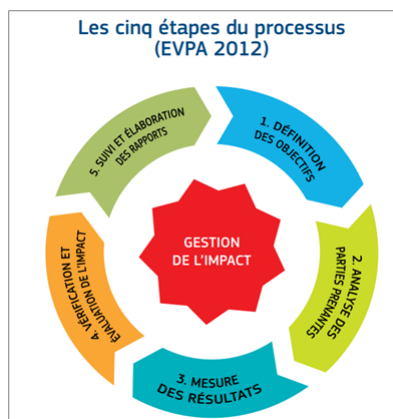 Les cinq étapes du processus
(EVPA 2012)
1. DÉFINITION
DES OBJECTIFS
2. ANALYSE DES
PARTIES PRENANTES
3. MESURE
DES RÉSULTATS
4. VÉRIFICATION ET
ÉVALUATION DE L'IMPACT
5. SUIVI ET ÉLABORATION
DES RAPPORTS
GESTION
DE L'IMPACT